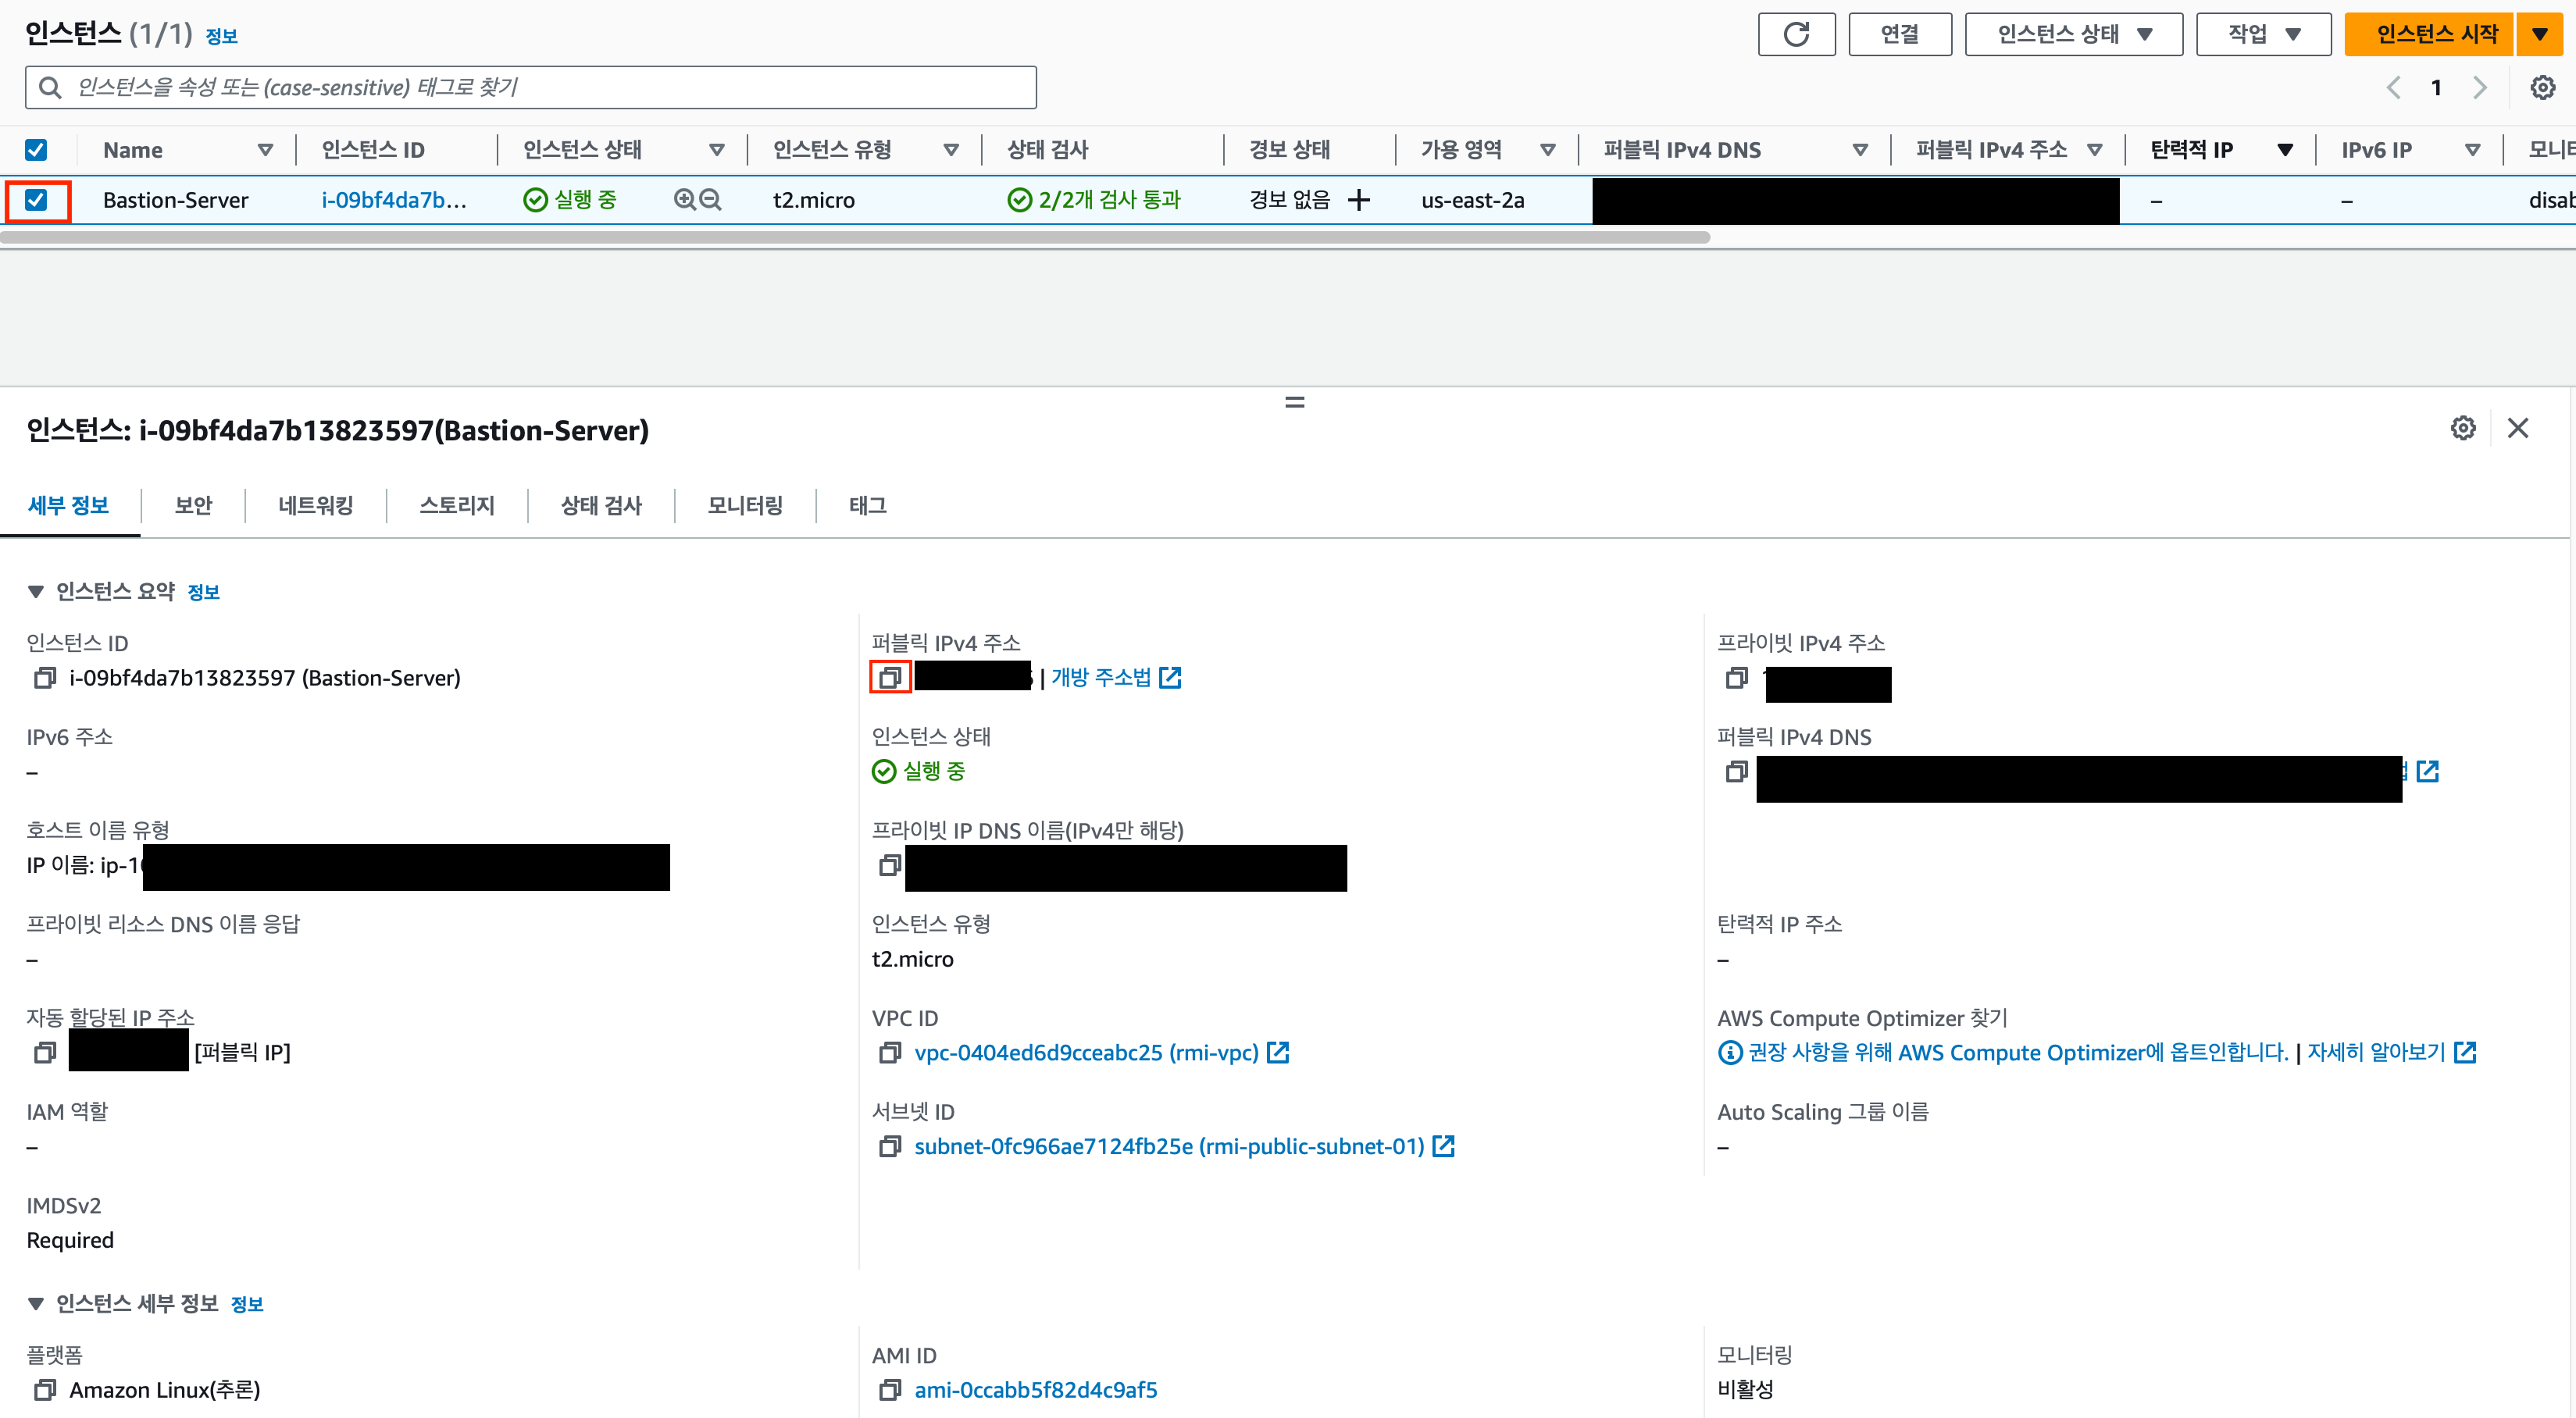 인스턴스 (1/1) 정보
연결
인스턴스 상태
작업
인스턴스 시작
인스턴스을 속성 또는 (case-sensitive) 태그로 찾기
1
Name 인스턴스 ID 인스턴스 상태 인스턴스 유형 상태 검사 경보 상태 가용 영역 퍼블릭 IPv4 DNS 퍼블릭 IPv4 주소 탄력적 IP IPv6 IP
Bastion-Server i-09bf4da7b... 실행 중 t2.micro 2/2개 검사 통과 경보 없음 + us-east-2a – –
인스턴스: i-09bf4da7b13823597(Bastion-Server)
세부 정보 보안 네트워킹 스토리지 상태 검사 모니터링 태그
인스턴스 요약 정보
인스턴스 ID
i-09bf4da7b13823597 (Bastion-Server)
퍼블릭 IPv4 주소
| 개방 주소법
프라이빗 IPv4 주소
IPv6 주소
–
인스턴스 상태
실행 중
퍼블릭 IPv4 DNS
호스트 이름 유형
IP 이름: ip-1
프라이빗 IP DNS 이름(IPv4만 해당)
프라이빗 리소스 DNS 이름 응답
–
인스턴스 유형
t2.micro
탄력적 IP 주소
–
자동 할당된 IP 주소
[퍼블릭 IP]
VPC ID
vpc-0404ed6d9cceabc25 (rmi-vpc)
AWS Compute Optimizer 찾기
권장 사항을 위해 AWS Compute Optimizer에 옵트인합니다. | 자세히 알아보기
IAM 역할
–
서브넷 ID
subnet-0fc966ae7124fb25e (rmi-public-subnet-01)
Auto Scaling 그룹 이름
–
IMDSv2
Required
인스턴스 세부 정보 정보
플랫폼
Amazon Linux(추론)
AMI ID
ami-0ccabb5f82d4c9af5
모니터링
비활성